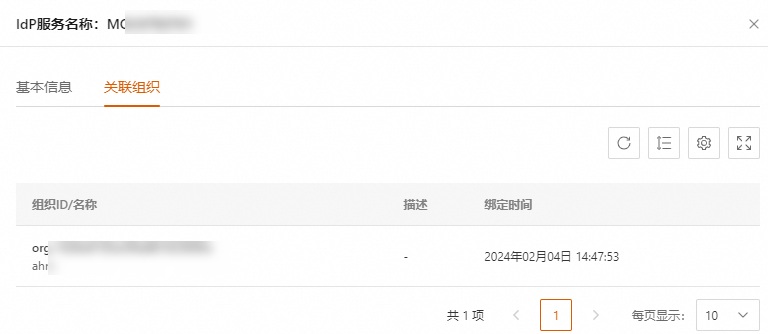 IdP服务名称：MC
基本信息 关联组织
组织ID/名称 描述 绑定时间
org
ahr
- 2024年02月04日 14:47:53
共 1 项 1 每页显示： 10